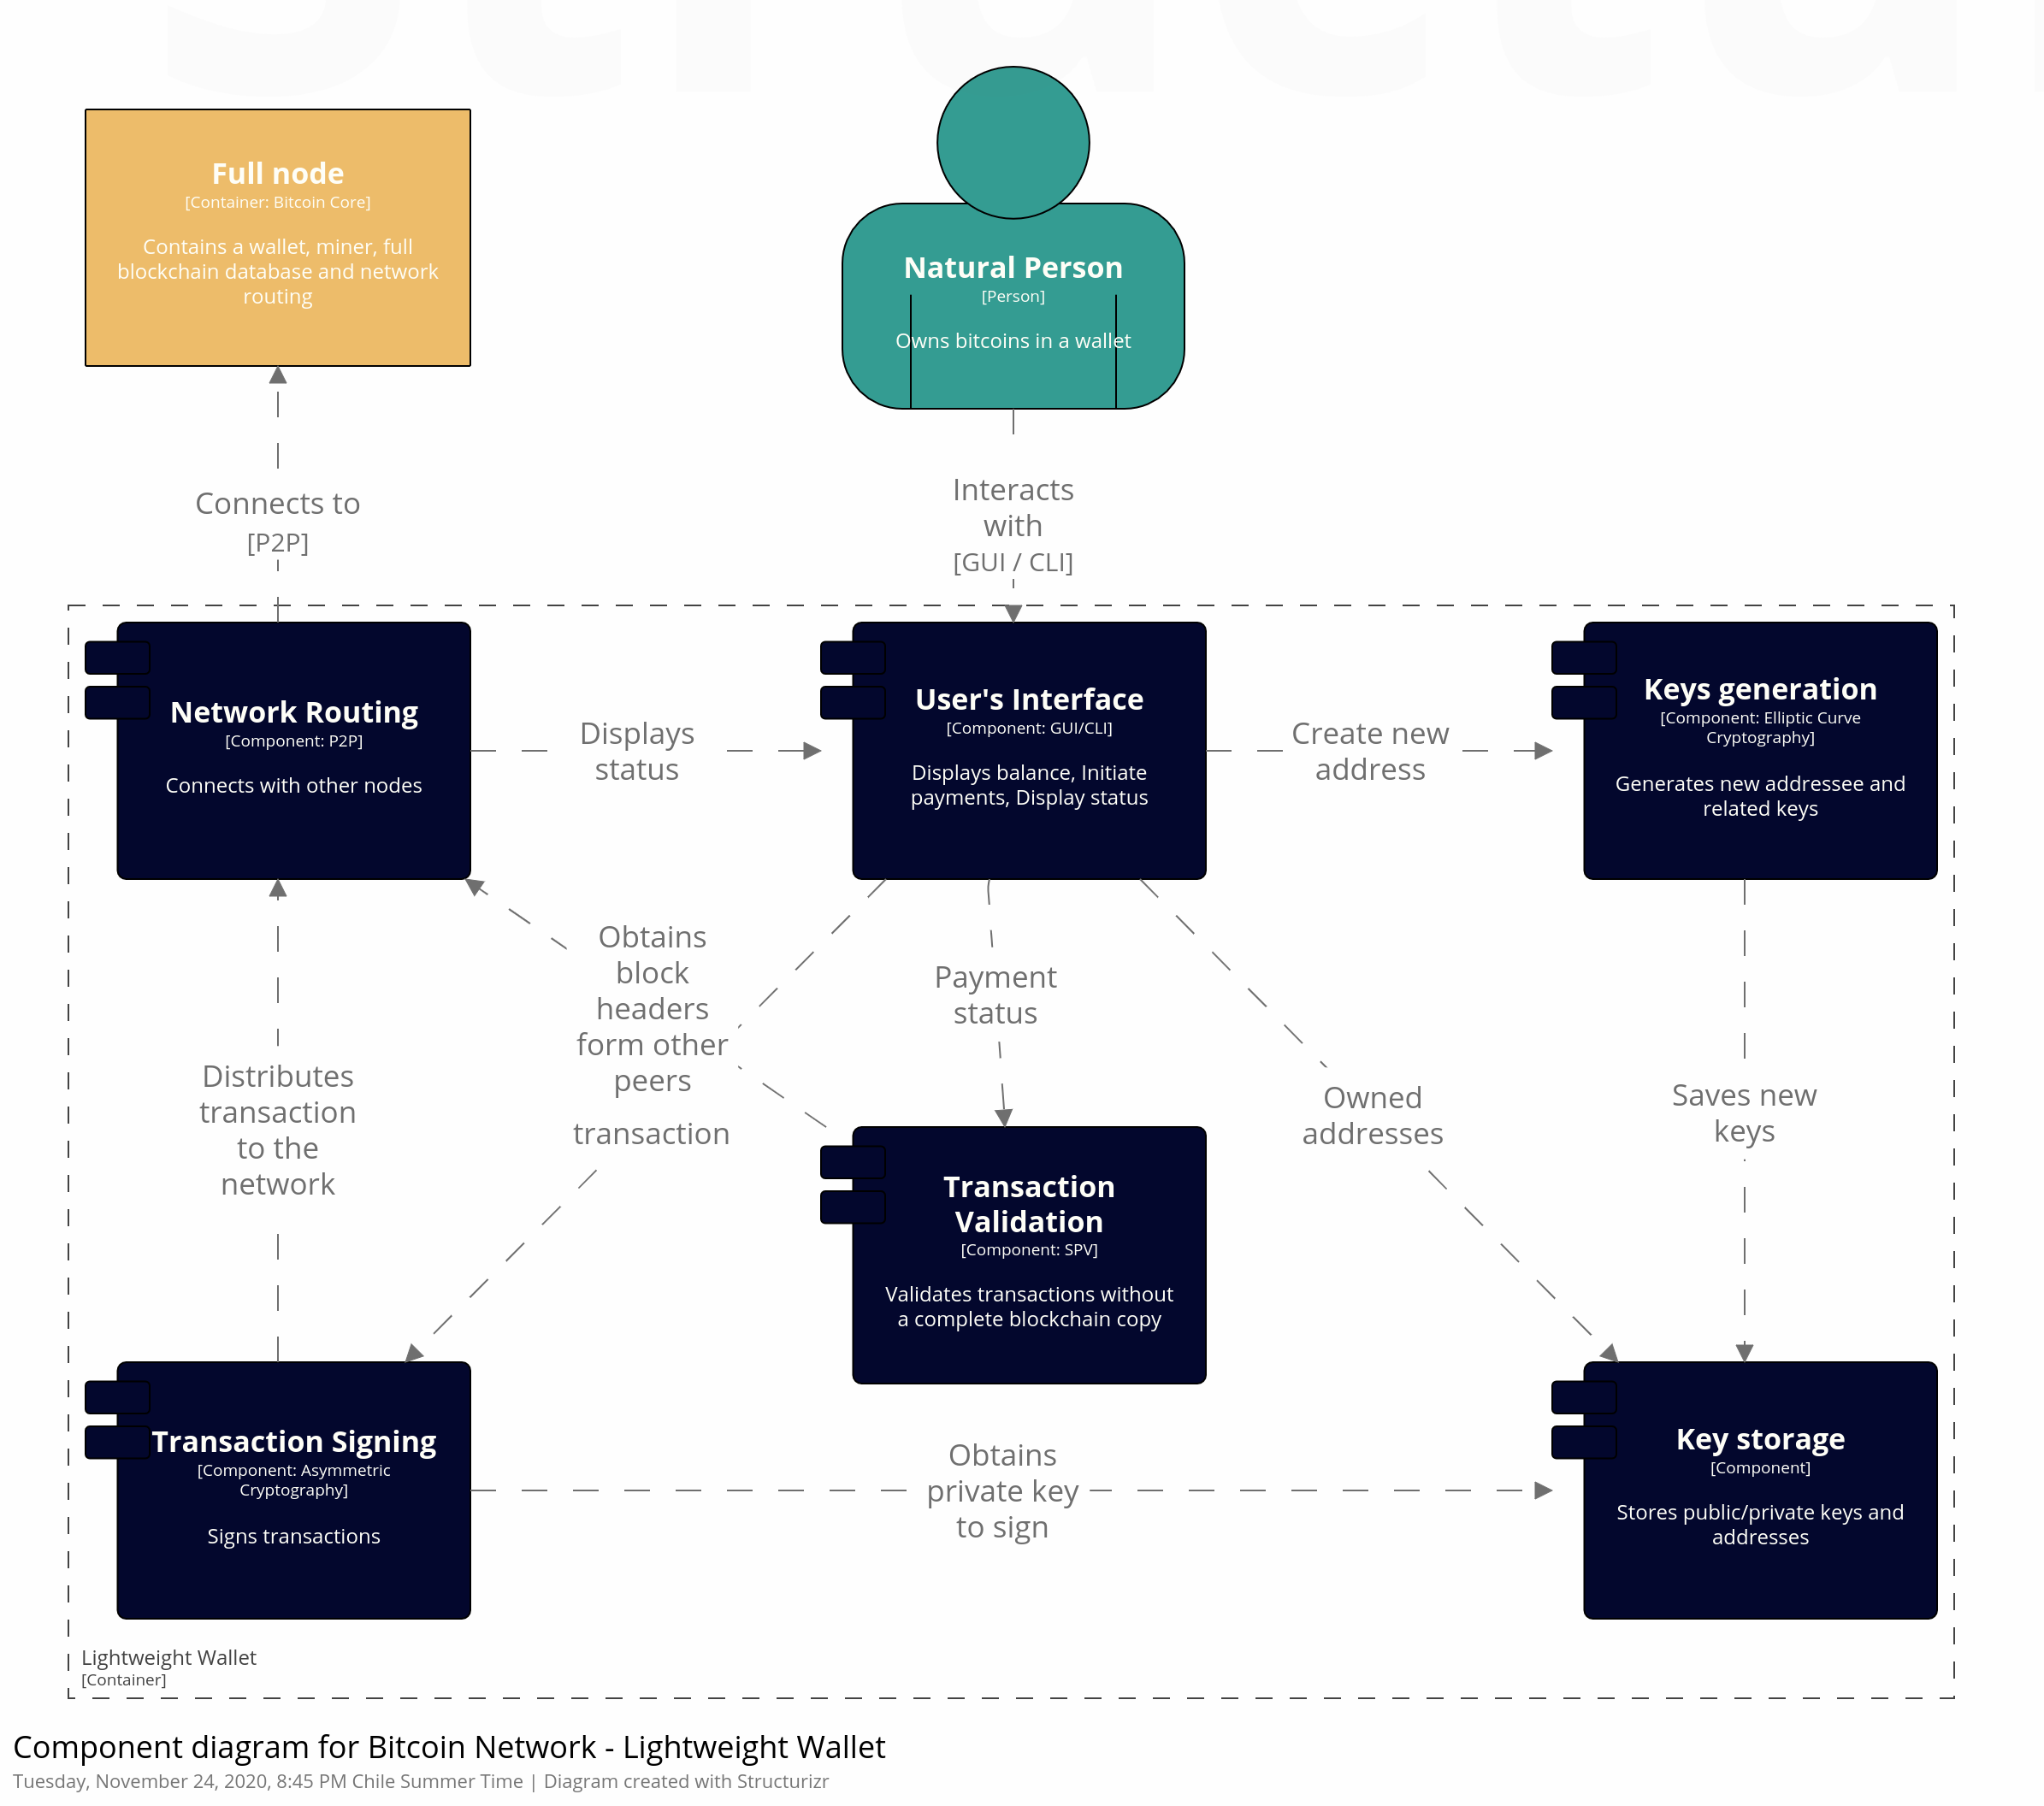 Full node
[Container: Bitcoin Core]
Contains a wallet, miner, full
blockchain database and network
routing
Natural Person
[Person]
Owns bitcoins in a wallet
Connects to
[P2P]
Interacts
with
[GUI / CLI]
Network Routing
[Component: P2P]
Connects with other nodes
Displays
status
User's Interface
[Component: GUI/CLI]
Displays balance, Initiate
payments, Display status
Create new
address
Keys generation
[Component: Elliptic Curve
Cryptography]
Generates new addressee and
related keys
Obtains
block
headers
form other
peers
Payment
status
Distributes
transaction
to the
network
transaction
Owned
addresses
Saves new
keys
Transaction
Validation
[Component: SPV]
Validates transactions without
a complete blockchain copy
Transaction Signing
[Component: Asymmetric
Cryptography]
Signs transactions
Obtains
private key
to sign
Key storage
[Component]
Stores public/private keys and
addresses
Lightweight Wallet
[Container]
Component diagram for Bitcoin Network - Lightweight Wallet
Tuesday, November 24, 2020, 8:45 PM Chile Summer Time | Diagram created with Structurizr